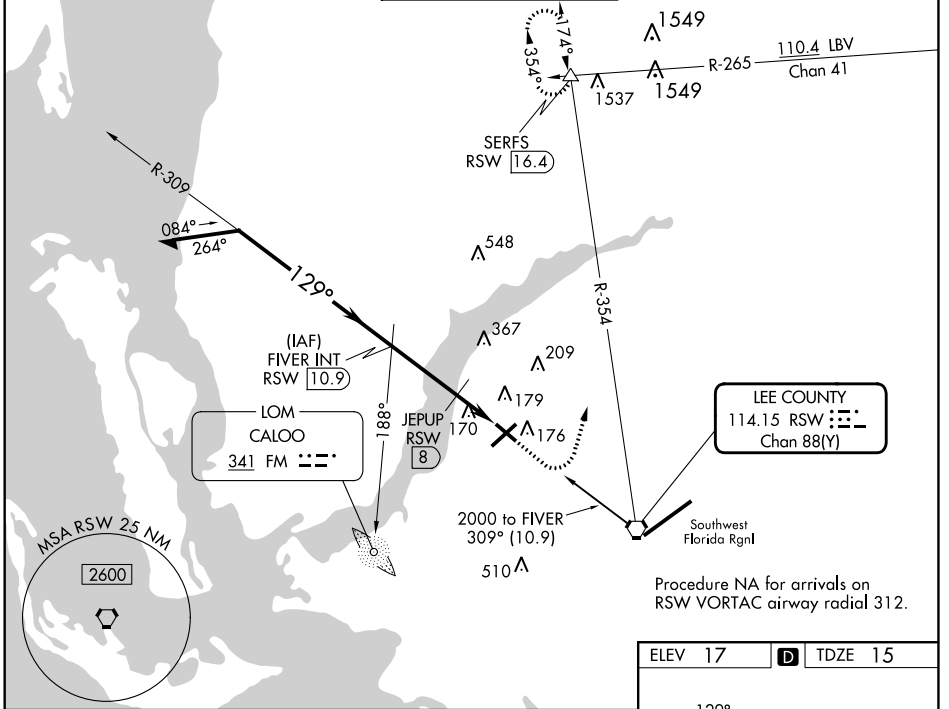 1549
174°
354°
R-265
110.4 LBV
Chan 41
1537
1549
SERFS
RSW 16.4
R-309
084°
264°
548
129°
R-354
(IAF)
FIVER INT
RSW 10.9
367
209
188°
LOM
CALOO
341 FM
JEPUP
RSW
8
170
179
176
LEE COUNTY
114.15 RSW
Chan 88(Y)
2000 to FIVER
309° (10.9)
Southwest
Florida Rgnl
510
MSA RSW 25 NM
2600
Procedure NA for arrivals on
RSW VORTAC airway radial 312.
ELEV 17 D TDZE 15